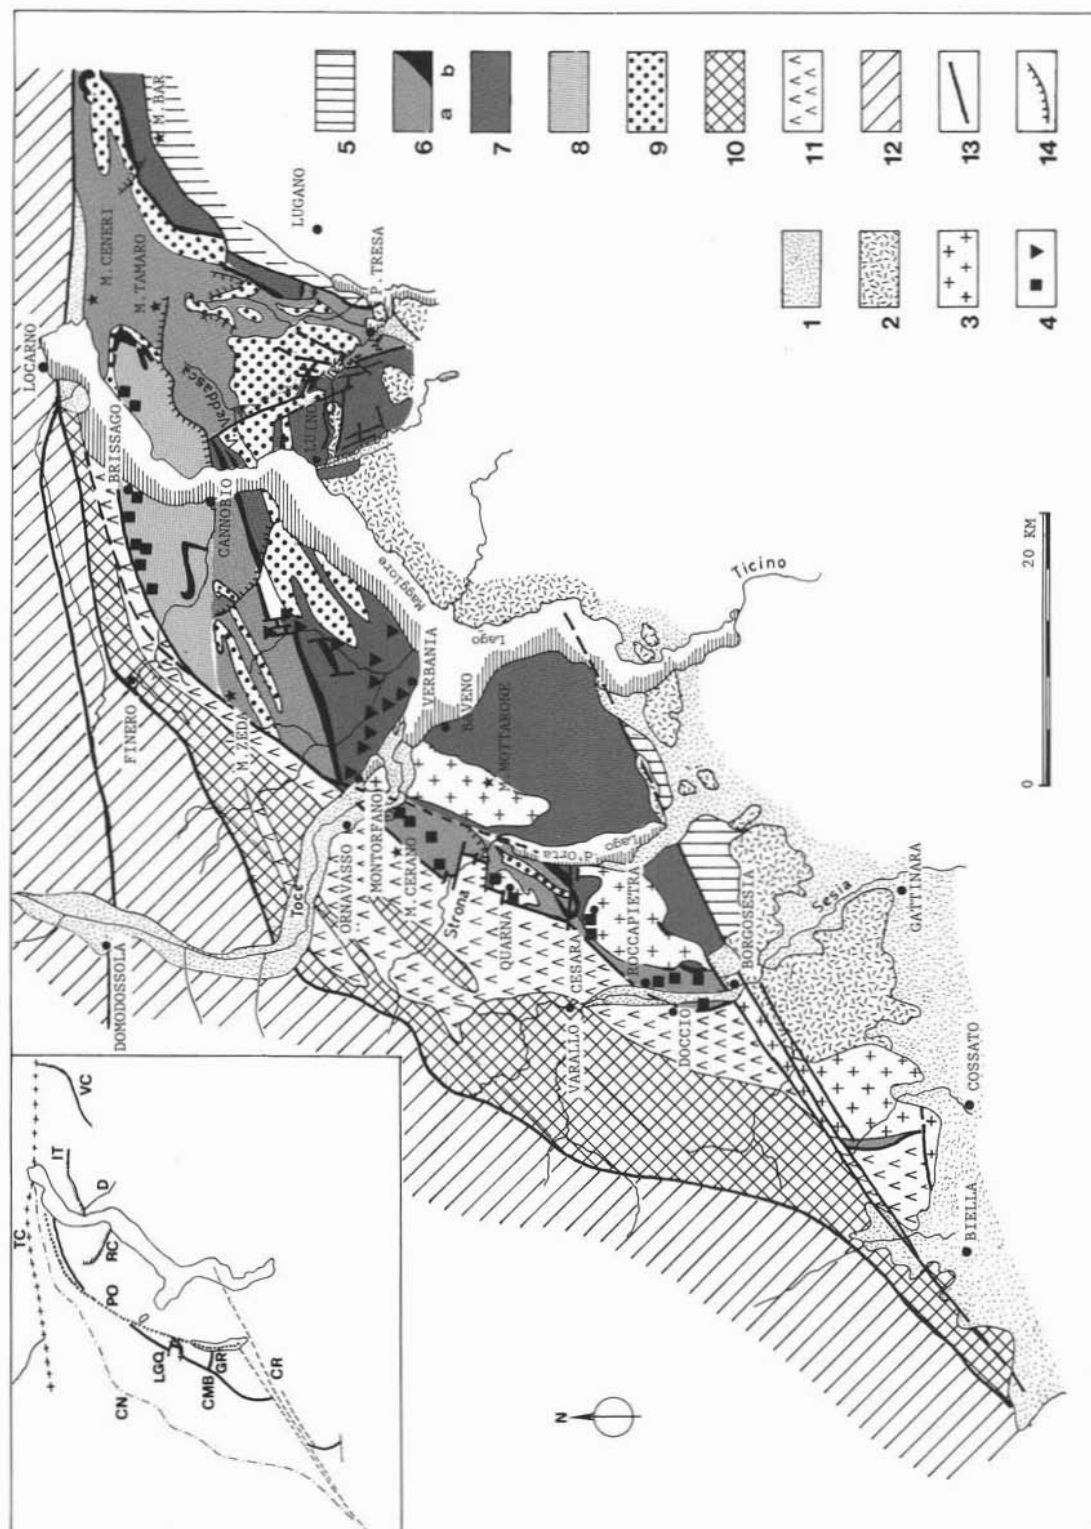 TC
CN
PO
IT
D
VC
RC
LGO
CMB
GR
CR
DOMODOSSOLA
FINERO
LOCARNO
BRISSAGO
M. CENERI
M. TAMARO
M. BAR
Veddasca
CANNOBIO
LUINO
LUGANO
P. TRESA
M. ZEDA
Toce
ORNAVASSO
MONTORFANO
M. CERANO
VERBANIA
BAVENO
M. MOTTARONE
Lago
Maggiore
Ticino
Strona
QUARNA
Lago
d'Orta
VARALLO
CESARA
ROCCAPIETRA
DOCCIO
BORGOSESIA
Sesia
GATTINARA
COSSATO
BIELLA
N
0
20 KM
1
2
3
4
5
6
a
b
7
8
9
10
11
12
13
14